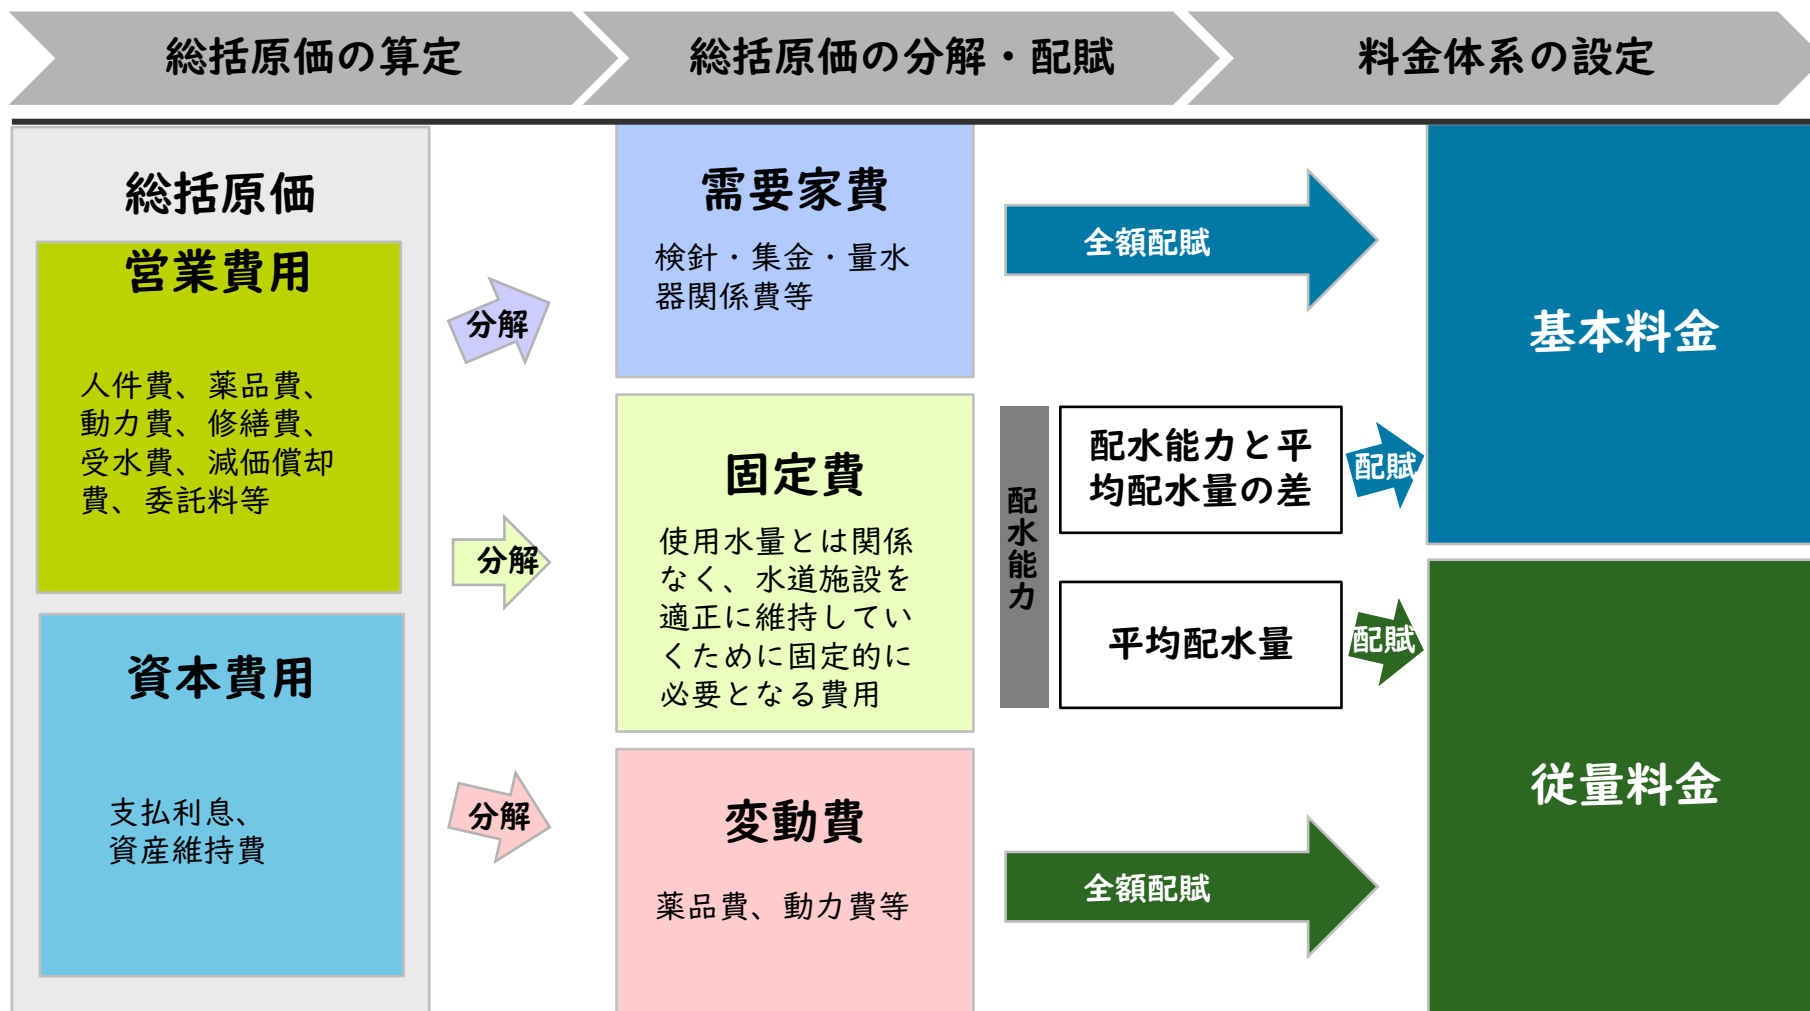 総括原価の算定
総括原価の分解・配賦
料金体系の設定
総括原価
営業費用
人件費、薬品費、
動力費、修繕費、
受水費、減価償却
費、委託料等
資本費用
支払利息、
資産維持費
分解
分解
分解
需要家費
検針・集金・量水
器関係費等
固定費
使用水量とは関係
なく、水道施設を
適正に維持してい
くために固定的に
必要となる費用
変動費
薬品費、動力費等
全額配賦
配水能力
配水能力と平
均配水量の差
配賦
平均配水量
配賦
全額配賦
基本料金
従量料金